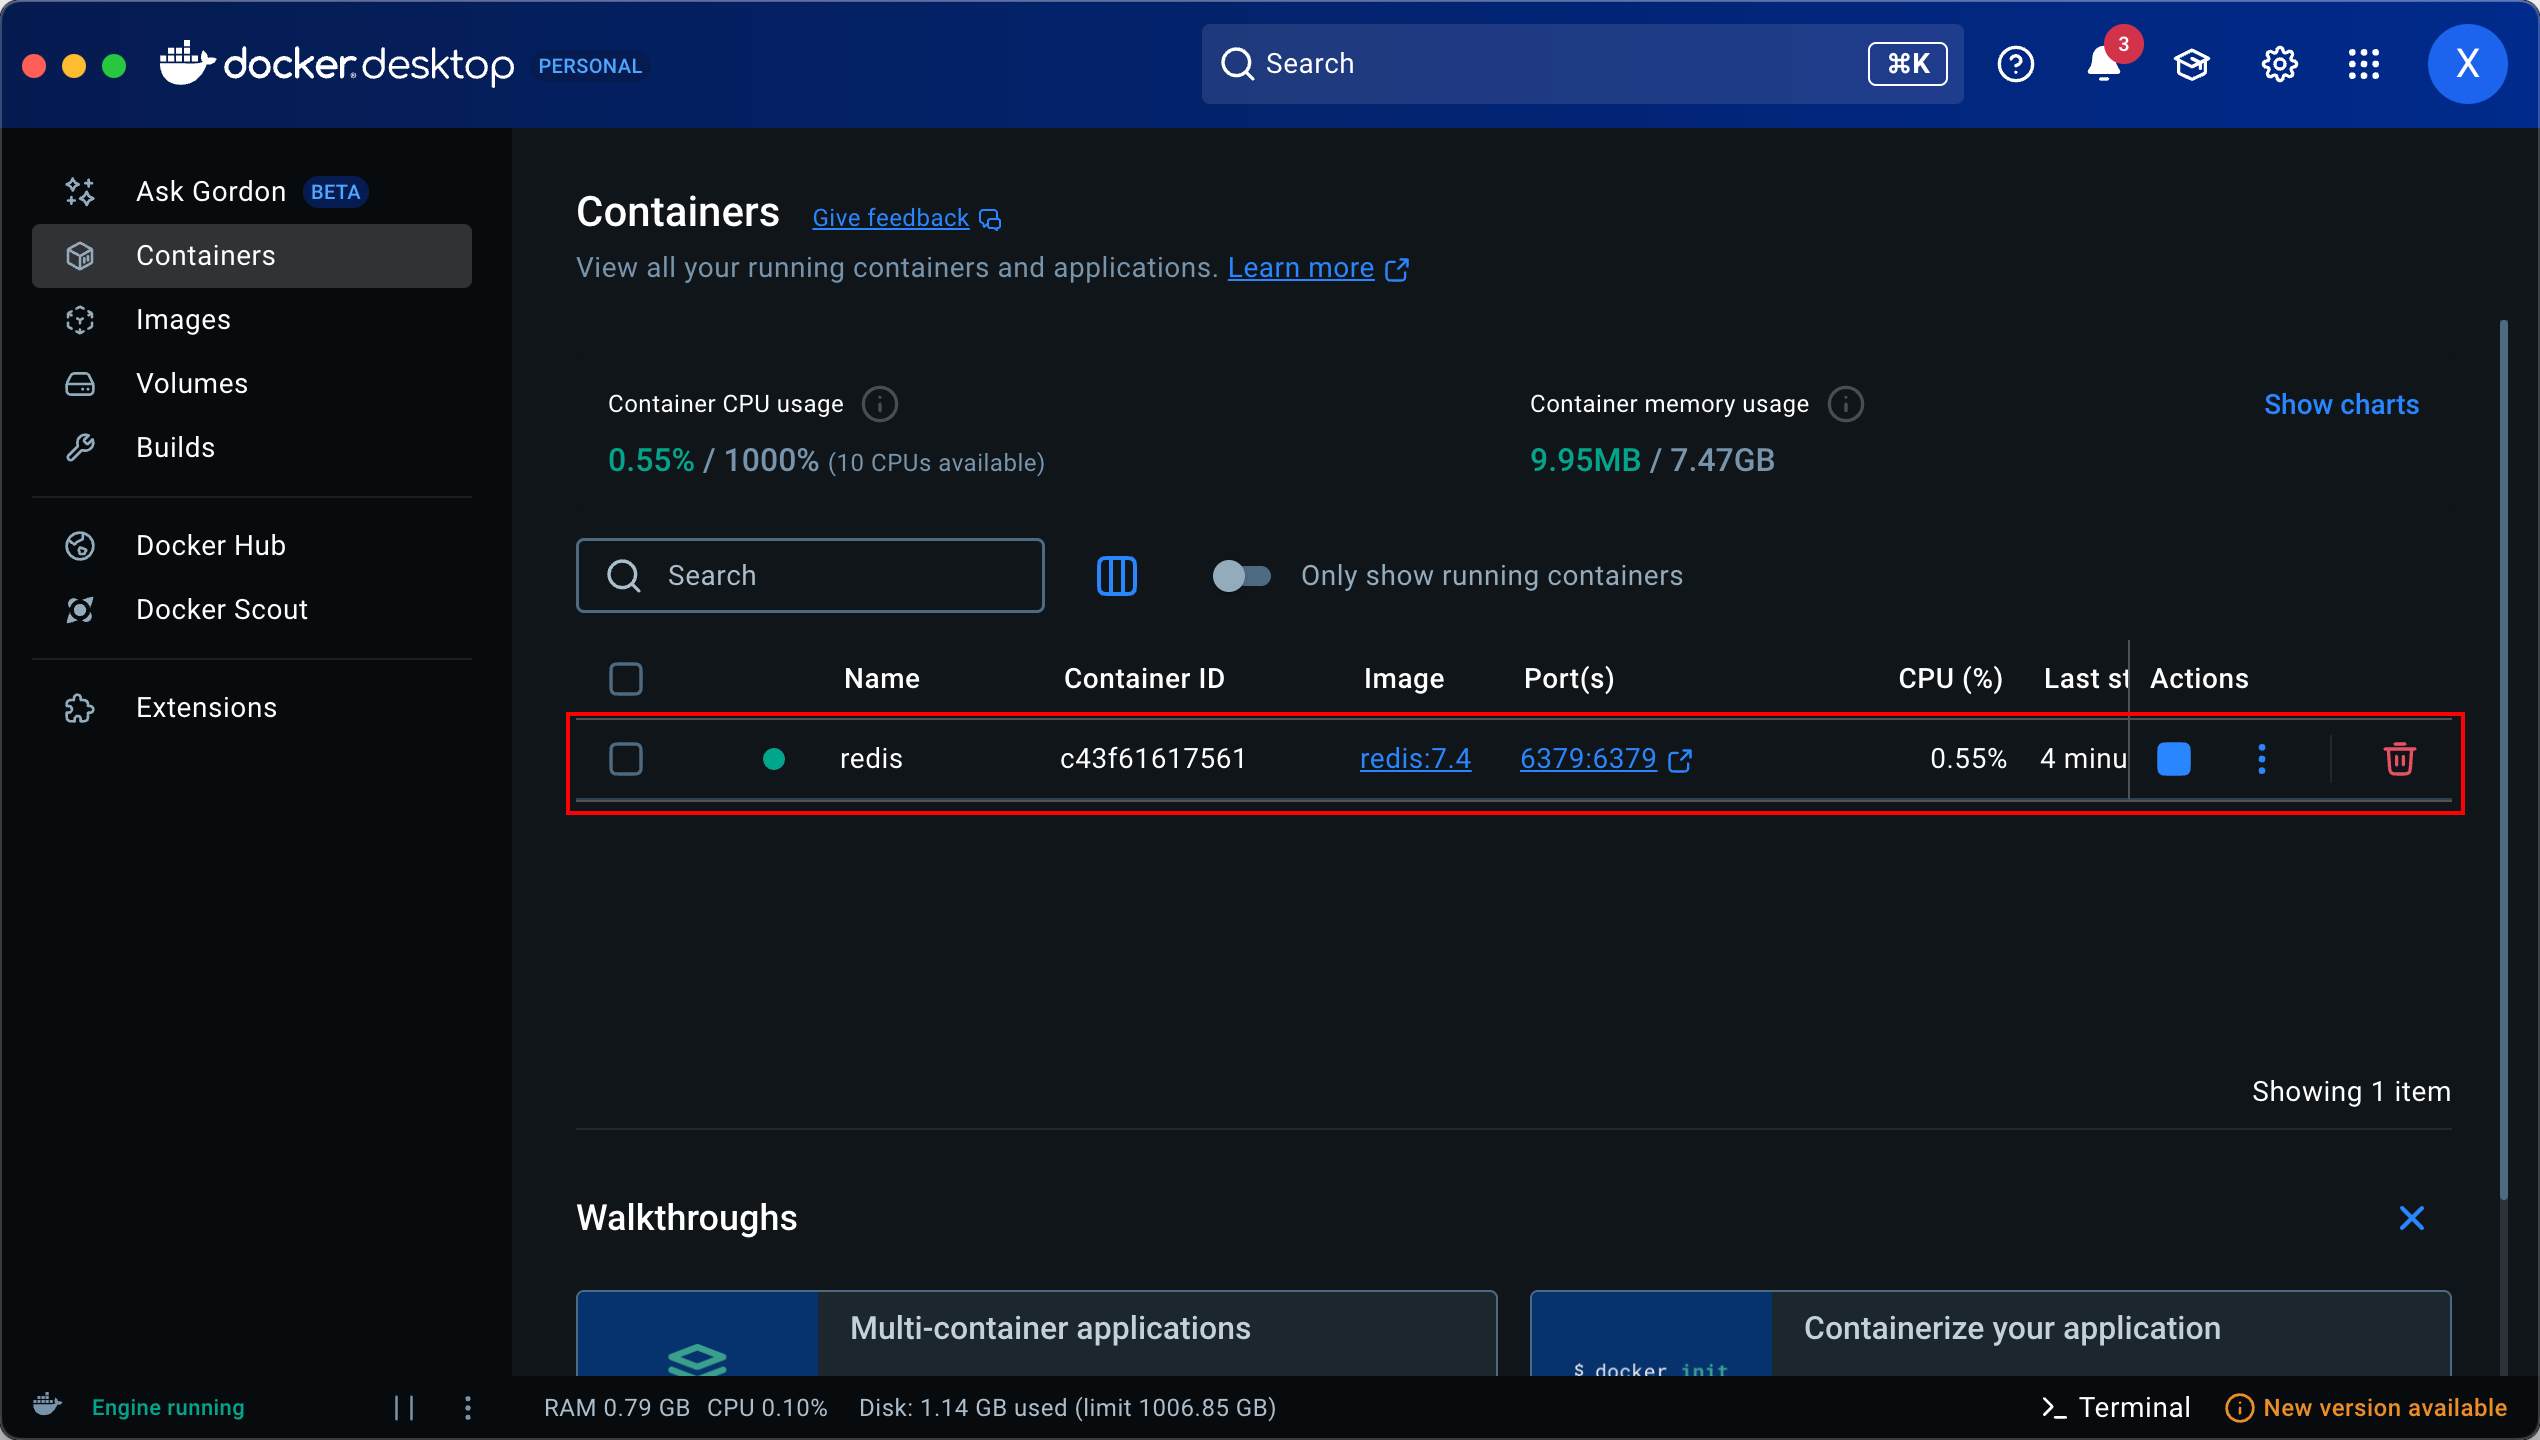 docker desktop PERSONAL
Search ⌘K
3
X
Ask Gordon BETA
Containers
Images
Volumes
Builds
Docker Hub
Docker Scout
Extensions
Containers Give feedback
View all your running containers and applications. Learn more
Container CPU usage
0.55% / 1000% (10 CPUs available)
Container memory usage
9.95MB / 7.47GB
Show charts
Search
Only show running containers
Name Container ID Image Port(s) CPU (%) Last st Actions
redis c43f61617561 redis:7.4 6379:6379 0.55% 4 minu
Showing 1 item
Walkthroughs
Multi-container applications
Containerize your application
$ docker init
Engine running
RAM 0.79 GB CPU 0.10% Disk: 1.14 GB used (limit 1006.85 GB)
Terminal
New version available